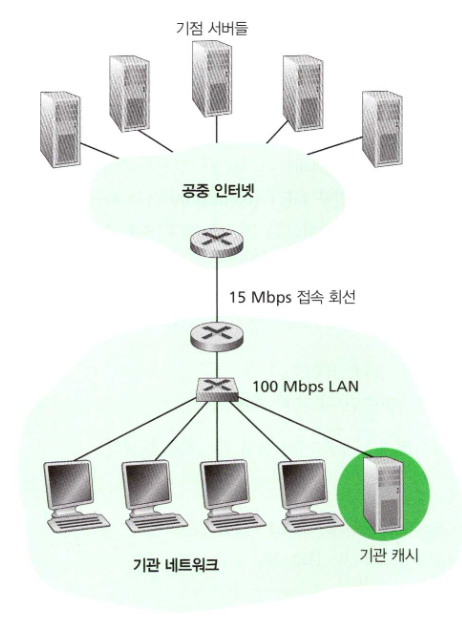 기점 서버들
공중 인터넷
15 Mbps 접속 회선
100 Mbps LAN
기관 캐시
기관 네트워크